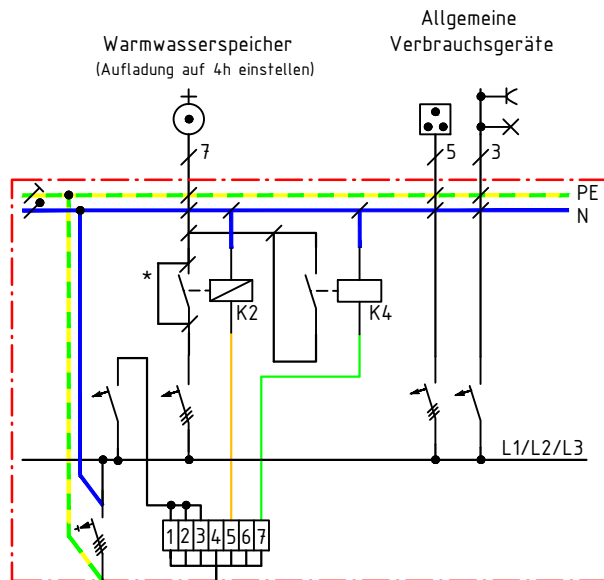 Allgemeine
Verbrauchsgeräte
Warmwasserspeicher
(Aufladung auf 4h einstellen)
7
5
3
PE
N
*
K2
K4
L1/L2/L3
1 2 3 4 5 6 7